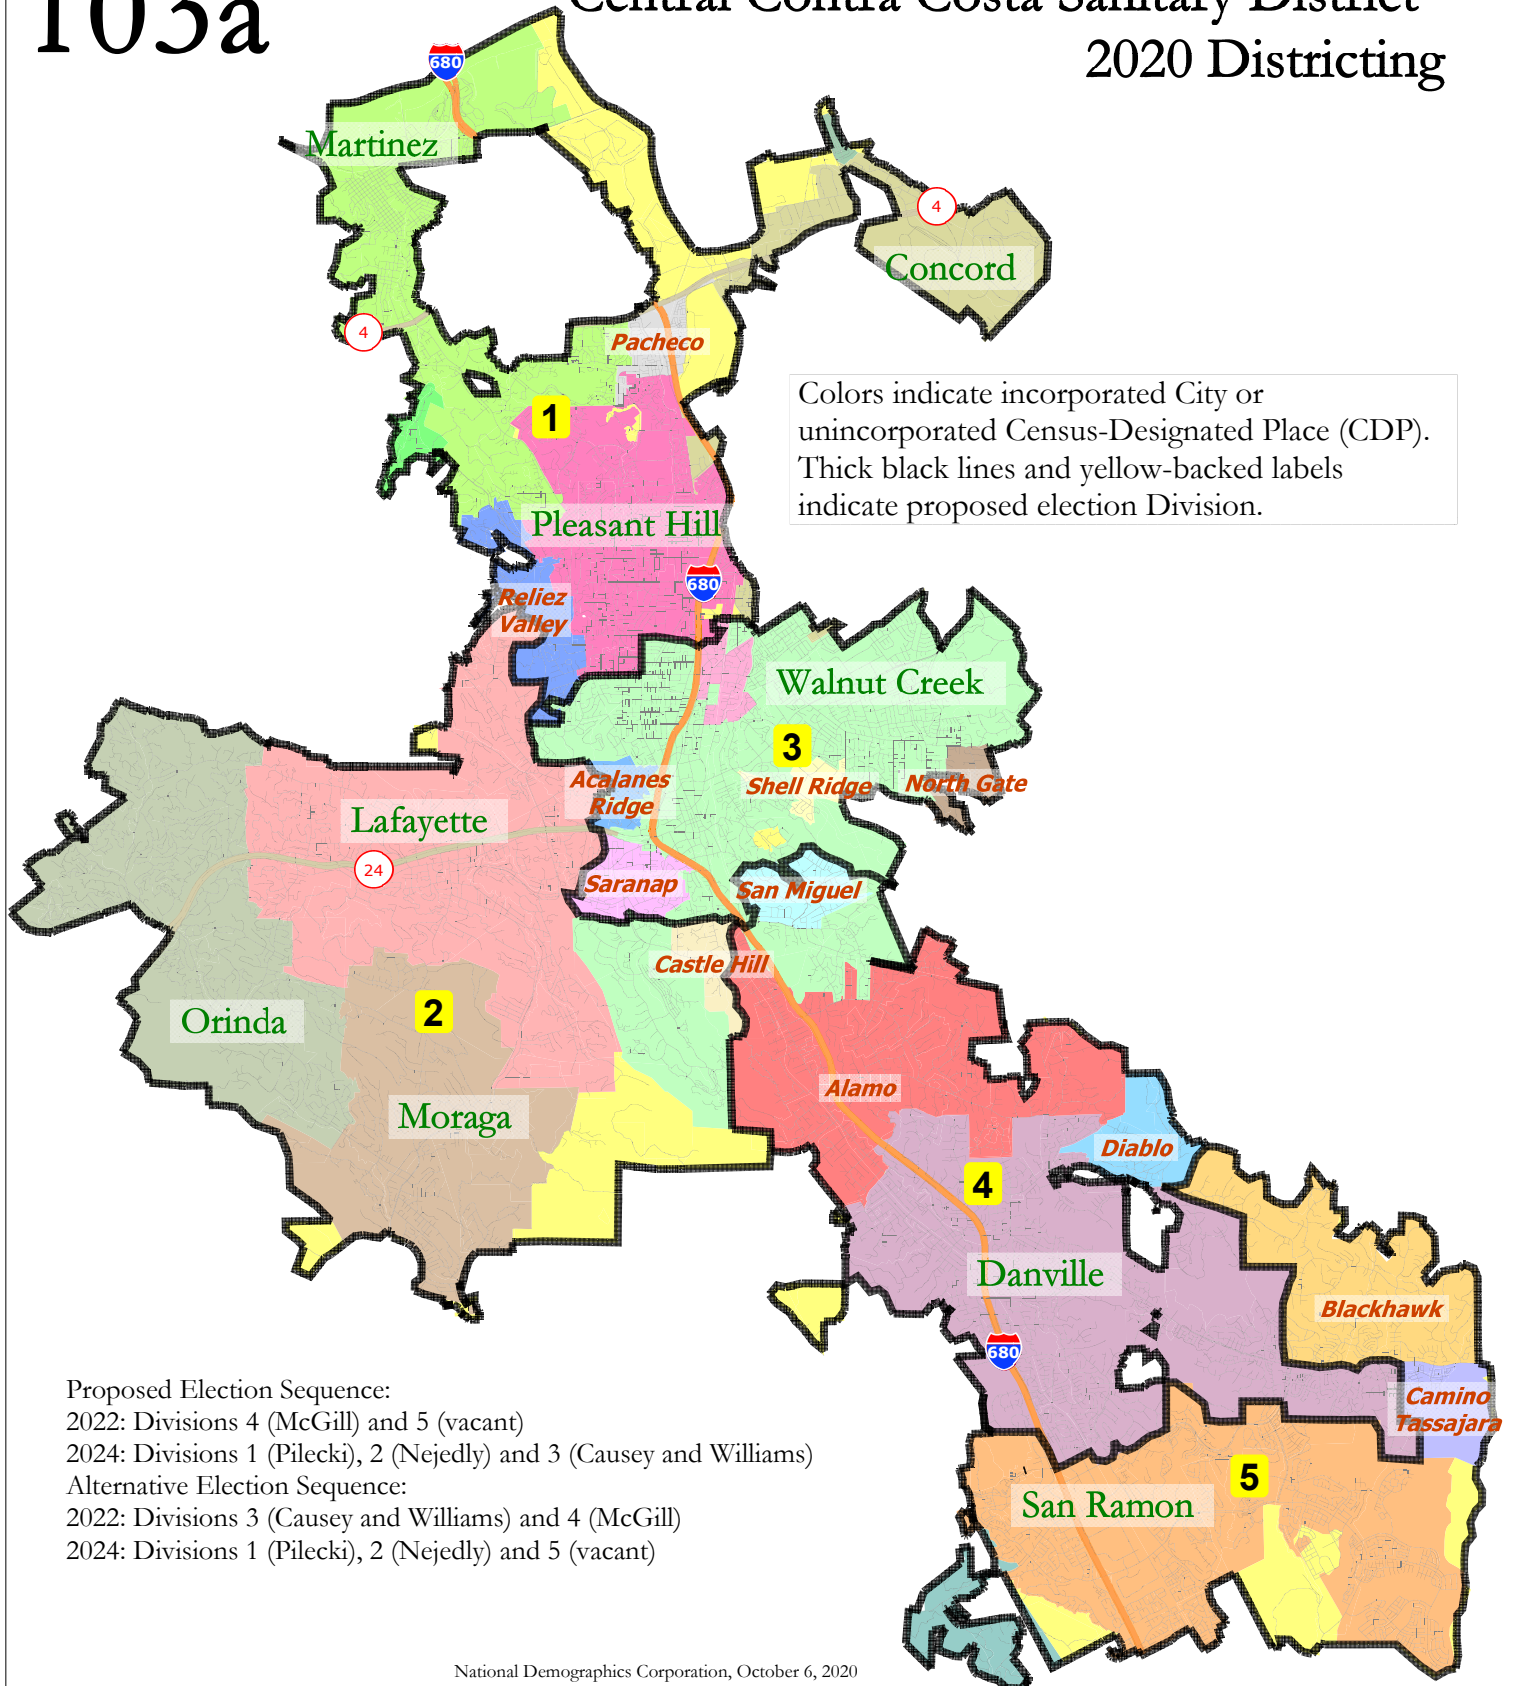 103a
Central Contra Costa Sanitary District
2020 Districting
680
Martinez
4
Concord
4
Pacheco
Colors indicate incorporated City or
unincorporated Census-Designated Place (CDP).
Thick black lines and yellow-backed labels
indicate proposed election Division.
1
Pleasant Hill
680
Reliez
Valley
Walnut Creek
3
Acalanes
Ridge
Shell Ridge
North Gate
Lafayette
24
Saranap
San Miguel
Castle Hill
Orinda
2
Alamo
Moraga
Diablo
4
Danville
Blackhawk
680
Camino
Tassajara
Proposed Election Sequence:
2022: Divisions 4 (McGill) and 5 (vacant)
2024: Divisions 1 (Pilecki), 2 (Nejedly) and 3 (Causey and Williams)
Alternative Election Sequence:
2022: Divisions 3 (Causey and Williams) and 4 (McGill)
2024: Divisions 1 (Pilecki), 2 (Nejedly) and 5 (vacant)
5
San Ramon
National Demographics Corporation, October 6, 2020